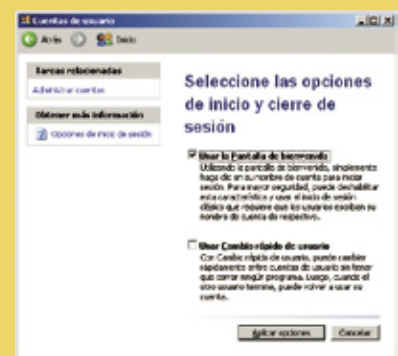 Cuentas de usuario
Atrás Inicio
Tareas relacionadas
Administrar cuentas
Obtener más información
Opciones de inicio de sesión
Seleccione las opciones
de inicio y cierre de
sesión
Usar la Pantalla de bienvenida
Utilizando la pantalla de bienvenida, simplemente
haga clic en su nombre de cuenta para iniciar
sesión. Para mayor seguridad, puede deshabilitar
esta característica y usar el inicio de sesión
clásico que requiere que los usuarios escriban su
nombre de cuenta de respectivo.
Usar Cambio rápido de usuario
Con Cambio rápido de usuario, puede cambiar
rápidamente entre cuentas de usuario sin tener
que cerrar ningún programa. Luego, cuando el
otro usuario termine, puede volver a usar su
cuenta.
Aplicar opciones Cancelar